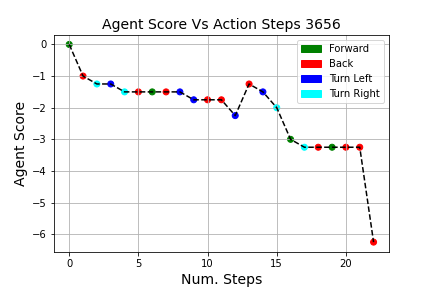 Agent Score Vs Action Steps 3656
Forward
Back
Turn Left
Turn Right
Agent Score
0
−1
−2
−3
−4
−5
−6
0 5 10 15 20
Num. Steps